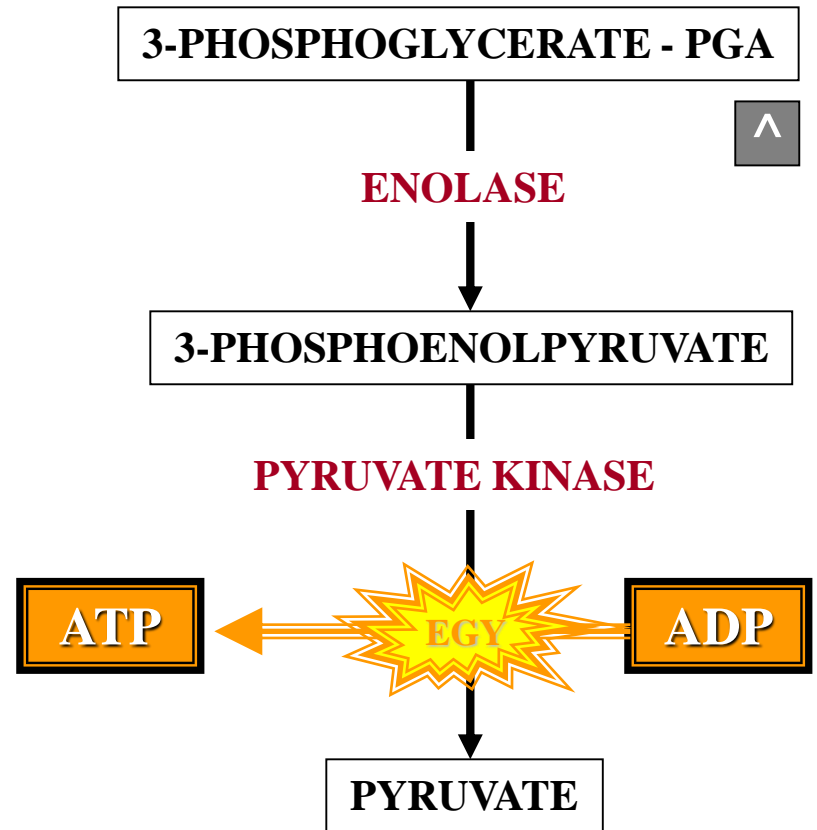 3-PHOSPHOGLYCERATE - PGA
^
ENOLASE
3-PHOSPHOENOLPYRUVATE
PYRUVATE KINASE
ATP
EGY
ADP
PYRUVATE